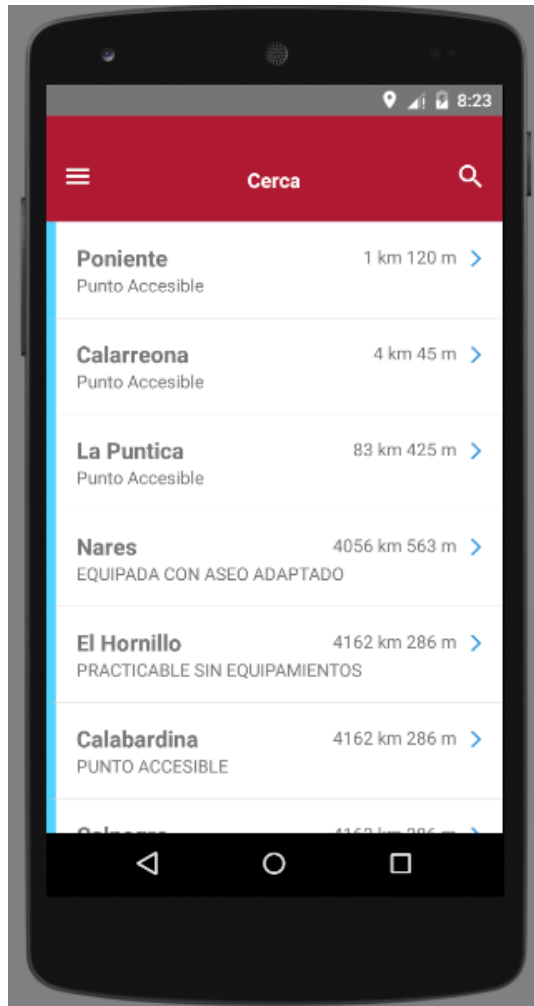 8:23
Cerca
Poniente 1 km 120 m
Punto Accesible
Calarreona 4 km 45 m
Punto Accesible
La Puntica 83 km 425 m
Punto Accesible
Nares 4056 km 563 m
EQUIPADA CON ASEO ADAPTADO
El Hornillo 4162 km 286 m
PRACTICABLE SIN EQUIPAMIENTOS
Calabardina 4162 km 286 m
PUNTO ACCESIBLE